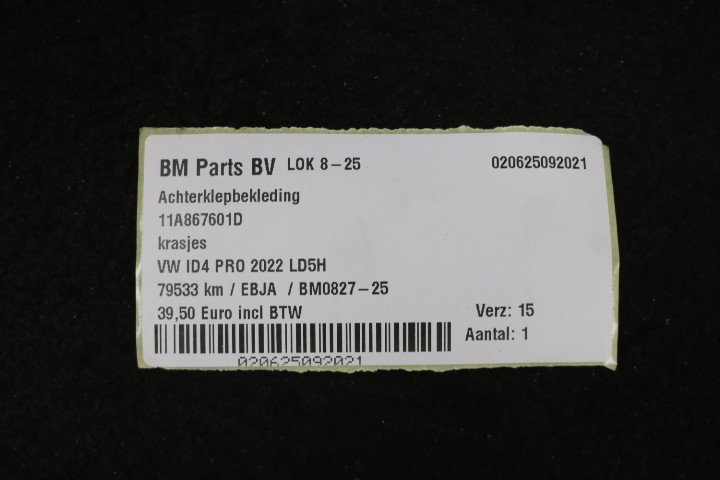 BM Parts BV LOK 8-25 020625092021
Achterklepbekleding
11A867601D
krasjes
VW ID4 PRO 2022 LD5H
79533 km / EBJA / BM0827-25
39,50 Euro incl BTW Verz: 15
Aantal: 1
020625092021